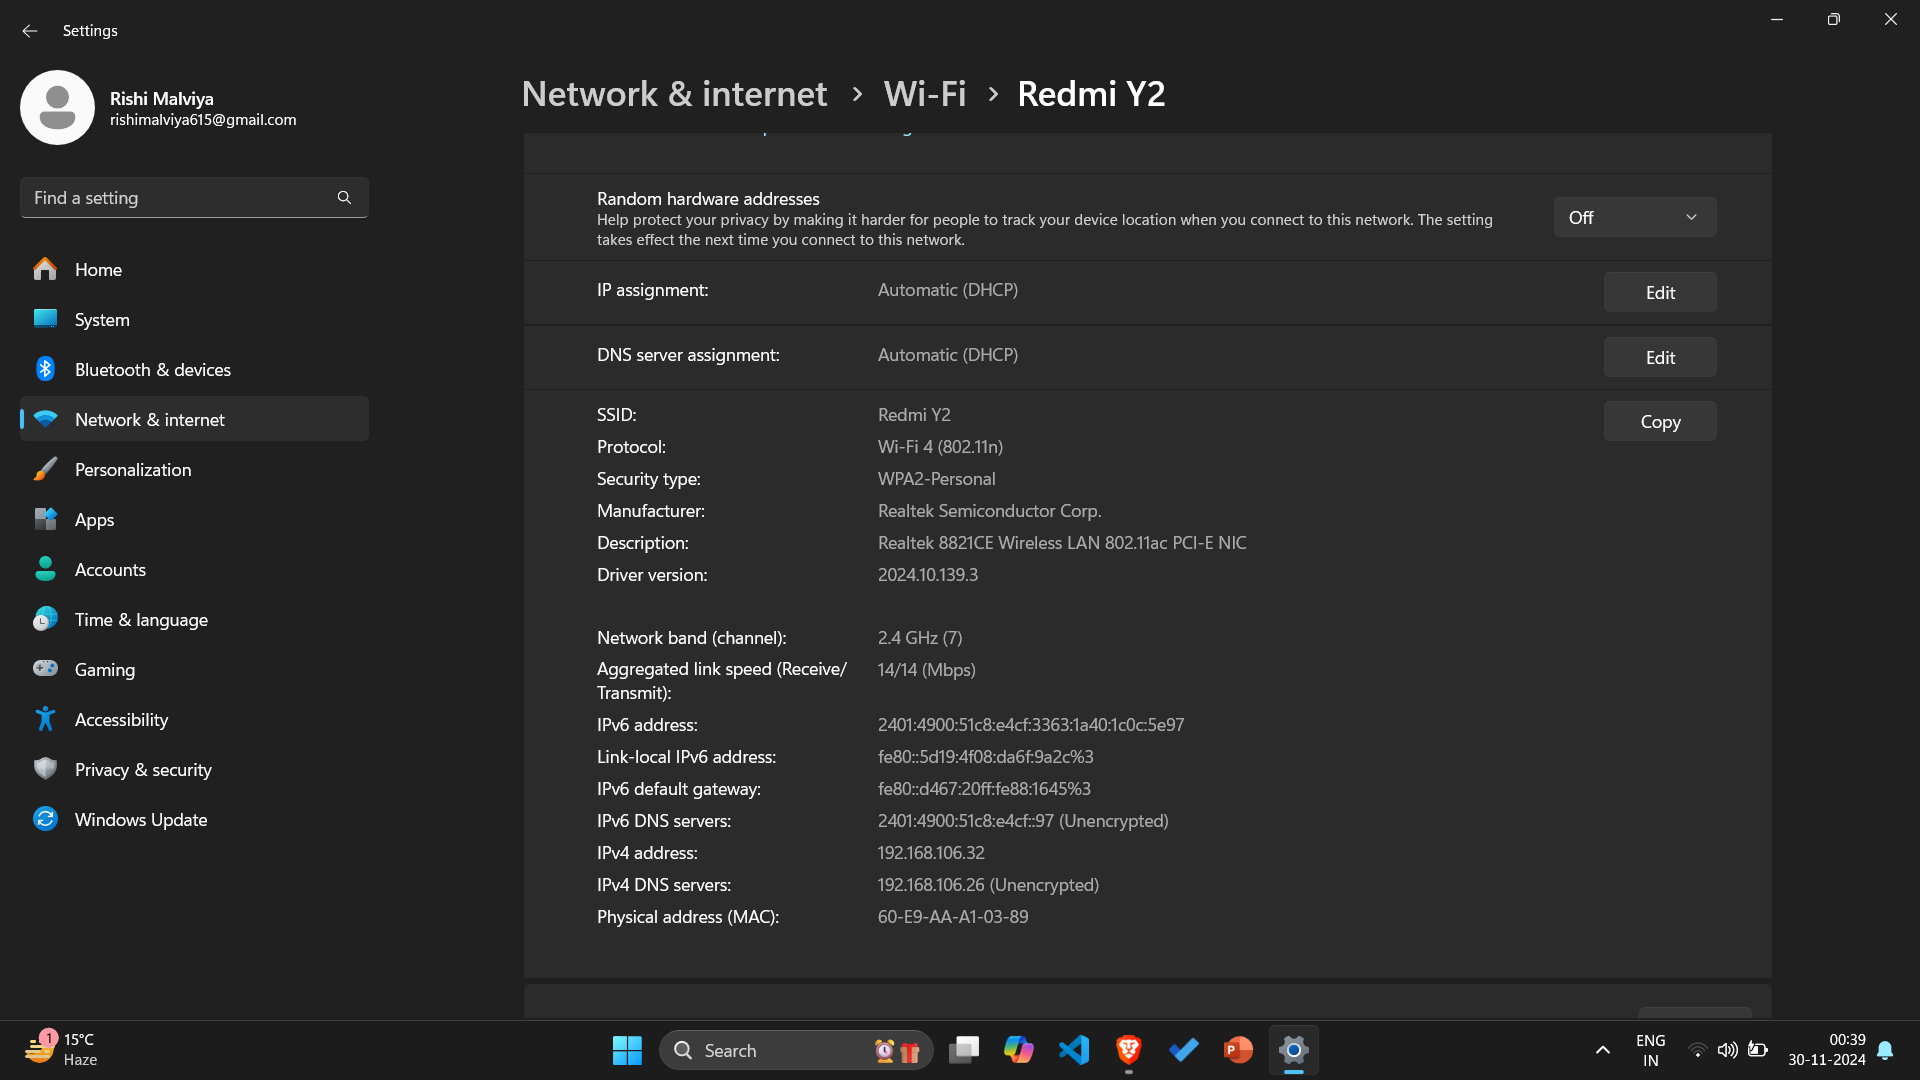 Settings
Rishi Malviya
rishimalviya615@gmail.com
Find a setting
Home
System
Bluetooth & devices
Network & internet
Personalization
Apps
Accounts
Time & language
Gaming
Accessibility
Privacy & security
Windows Update
Network & internet > Wi-Fi > Redmi Y2
Random hardware addresses
Help protect your privacy by making it harder for people to track your device location when you connect to this network. The setting
takes effect the next time you connect to this network.
Off
IP assignment: Automatic (DHCP) Edit
DNS server assignment: Automatic (DHCP) Edit
SSID: Redmi Y2 Copy
Protocol: Wi-Fi 4 (802.11n)
Security type: WPA2-Personal
Manufacturer: Realtek Semiconductor Corp.
Description: Realtek 8821CE Wireless LAN 802.11ac PCI-E NIC
Driver version: 2024.10.139.3
Network band (channel): 2.4 GHz (7)
Aggregated link speed (Receive/ 14/14 (Mbps)
Transmit):
IPv6 address: 2401:4900:51c8:e4cf:3363:1a40:1c0c:5e97
Link-local IPv6 address: fe80::5d19:4f08:da6f:9a2c%3
IPv6 default gateway: fe80::d467:20ff:fe88:1645%3
IPv6 DNS servers: 2401:4900:51c8:e4cf::97 (Unencrypted)
IPv4 address: 192.168.106.32
IPv4 DNS servers: 192.168.106.26 (Unencrypted)
Physical address (MAC): 60-E9-AA-A1-03-89
1
15°C
Haze
Search
P
ENG
IN
00:39
30-11-2024